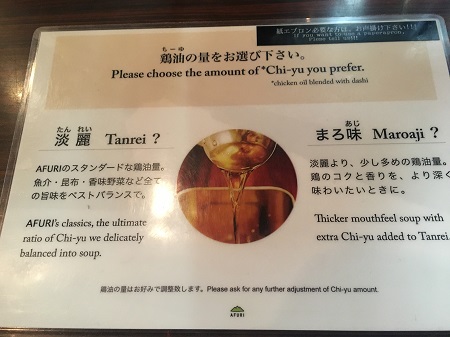 紙エプロン必要な方は、お声掛け下さい!!!
If you want to use a paperapron,
Please tell staff
ちーゆ
鶏油の量をお選び下さい。
Please choose the amount of *Chi-yu you prefer.
*chicken oil blended with dashi
たん れい
淡 麗 Tanrei ?
AFURIのスタンダードな鶏油量。
魚介・昆布・香味野菜など全て
の旨味をベストバランスで。
AFURI's classics, the ultimate
ratio of Chi-yu we delicately
balanced into soup.
あじ
まろ味 Maroaji ?
淡麗より、少し多めの鶏油量。
鶏のコクと香りを、より深く
味わいたいときに。
Thicker mouthfeel soup with
extra Chi-yu added to Tanrei.
鶏油の量はお好みで調整致します。Please ask for any further adjustment of Chi-yu amount.
AFURI